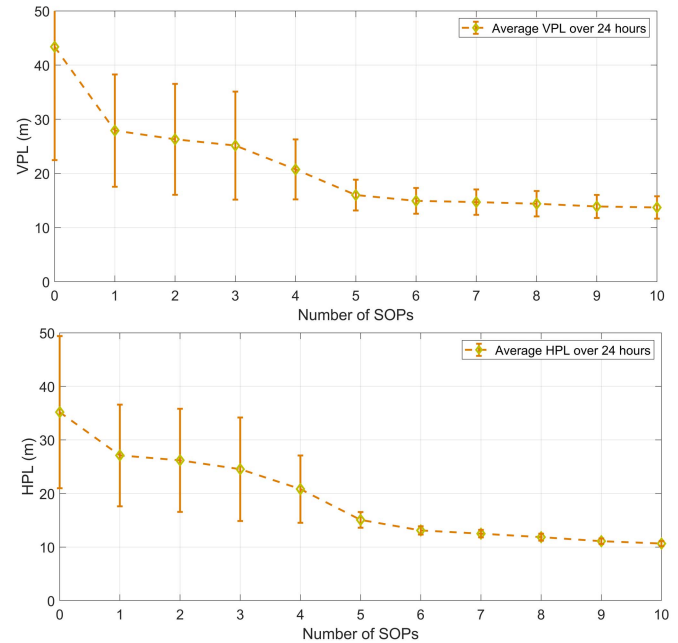 50
40
30
20
10
0
VPL (m)
Average VPL over 24 hours
0 1 2 3 4 5 6 7 8 9 10
Number of SOPs
50
40
30
20
10
0
HPL (m)
Average HPL over 24 hours
0 1 2 3 4 5 6 7 8 9 10
Number of SOPs